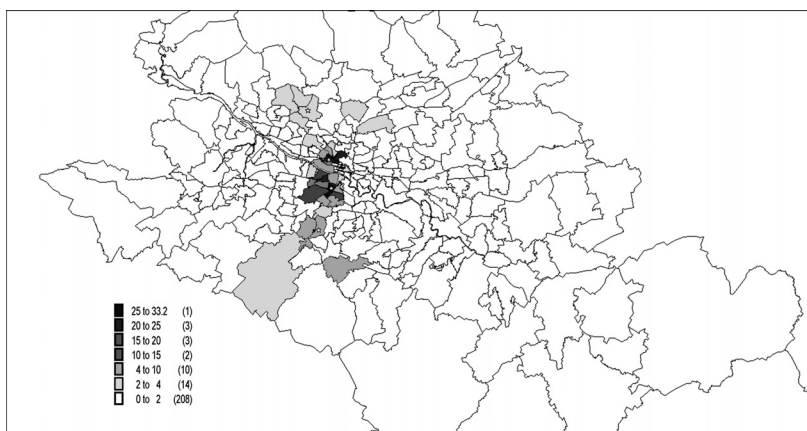 25 to 33.2 (1)
20 to 25 (3)
15 to 20 (3)
10 to 15 (2)
4 to 10 (10)
2 to 4 (14)
0 to 2 (208)